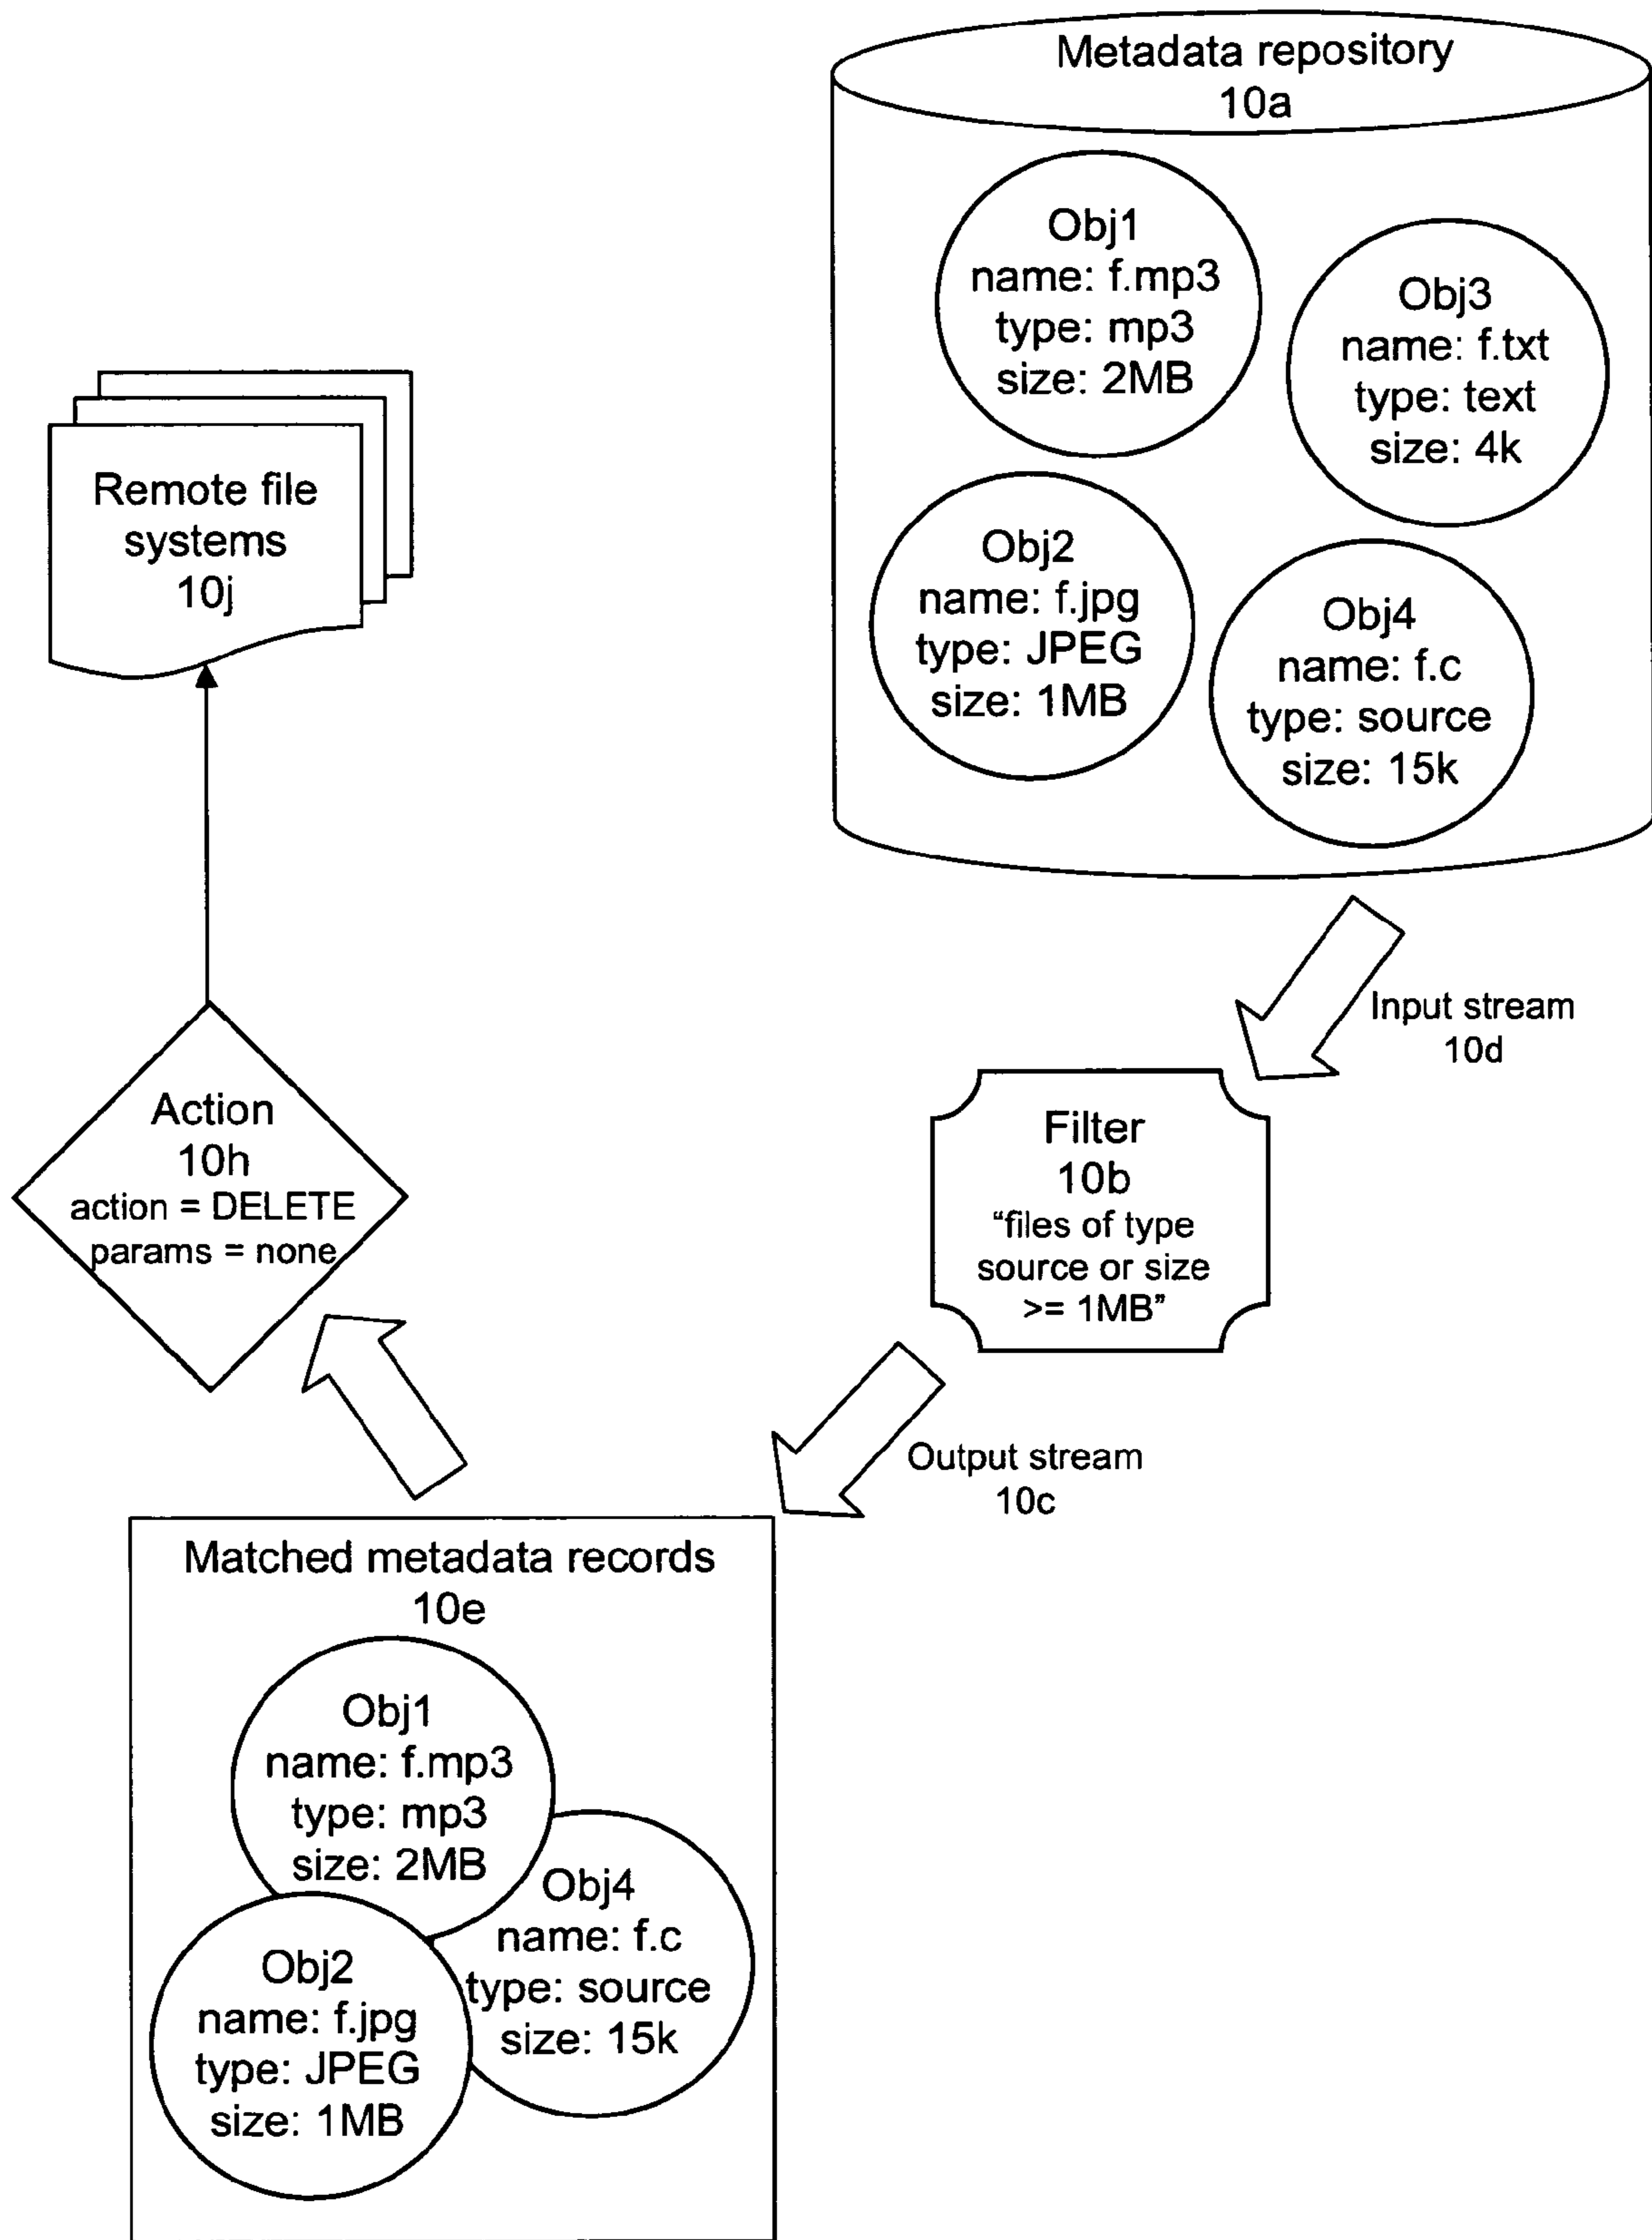 Metadata repository
10a
Obj1
name: f.mp3
type: mp3
size: 2MB
Obj3
name: f.txt
type: text
size: 4k
Obj2
name: f.jpg
type: JPEG
size: 1MB
Obj4
name: f.c
type: source
size: 15k
Remote file
systems
10j
Input stream
10d
Filter
10b
“files of type
source or size
>= 1MB”
Action
10h
action = DELETE
params = none
Output stream
10c
Matched metadata records
10e
Obj1
name: f.mp3
type: mp3
size: 2MB
Obj4
name: f.c
type: source
size: 15k
Obj2
name: f.jpg
type: JPEG
size: 1MB